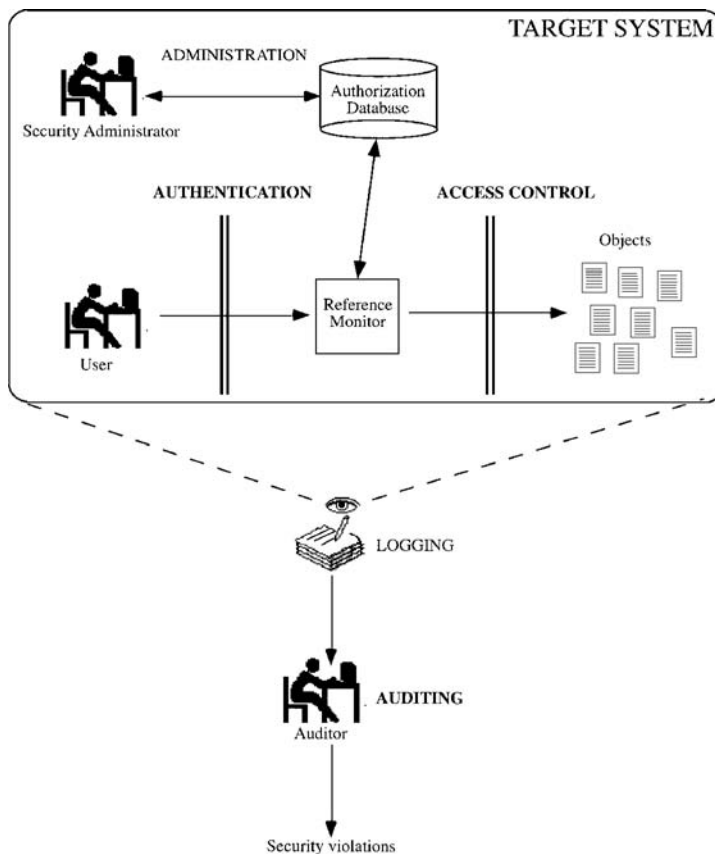 TARGET SYSTEM
ADMINISTRATION
Authorization
Database
Security Administrator
AUTHENTICATION
ACCESS CONTROL
Objects
Reference
Monitor
User
LOGGING
AUDITING
Auditor
Security violations